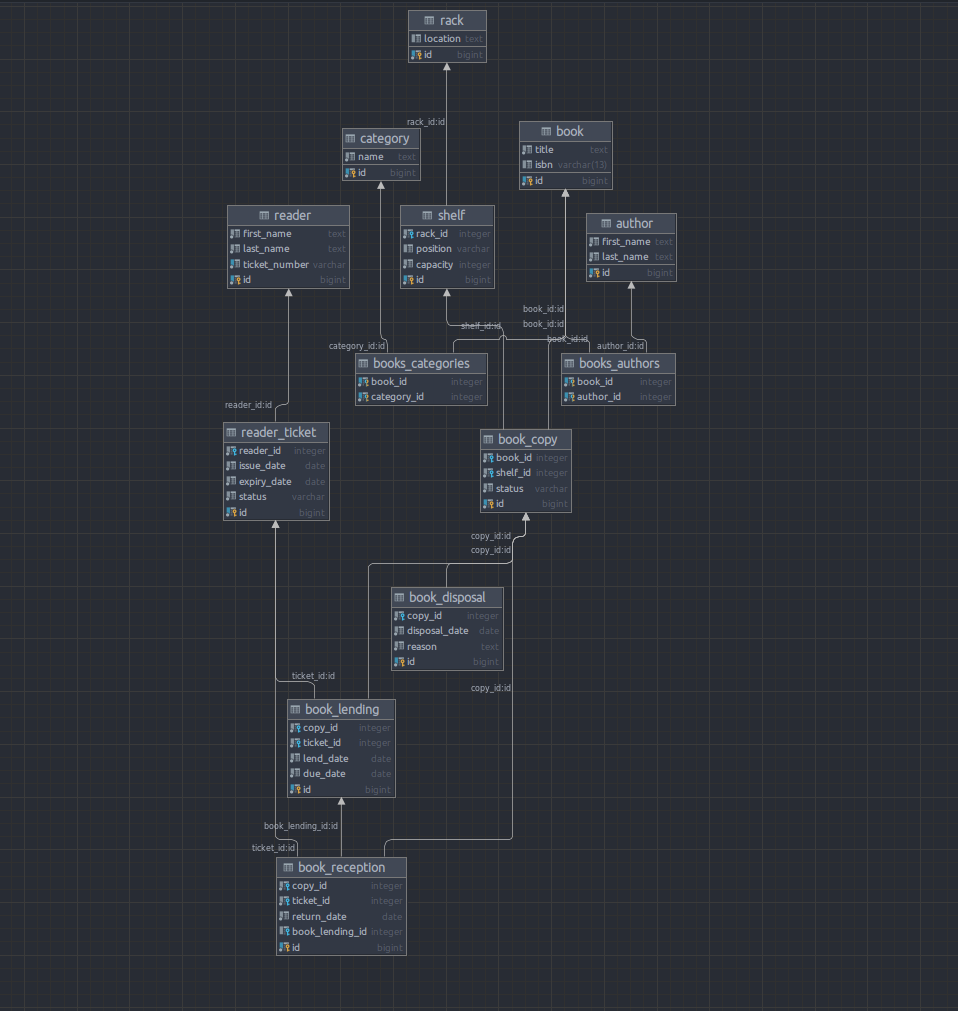 rack
location text
id bigint
rack_id:id
category
name text
id bigint
book
title text
isbn varchar(13)
id bigint
reader
first_name text
last_name text
ticket_number varchar
id bigint
shelf
rack_id integer
position varchar
capacity integer
id bigint
author
first_name text
last_name text
id bigint
book_id:id
book_id:id
shelf_id:id
book_id:id
category_id:id
author_id:id
books_categories
book_id integer
category_id integer
books_authors
book_id integer
author_id integer
reader_id:id
reader_ticket
reader_id integer
issue_date date
expiry_date date
status varchar
id bigint
book_copy
book_id integer
shelf_id integer
status varchar
id bigint
copy_id:id
copy_id:id
book_disposal
copy_id integer
disposal_date date
reason text
id bigint
ticket_id:id
copy_id:id
book_lending
copy_id integer
ticket_id integer
lend_date date
due_date date
id bigint
book_lending_id:id
ticket_id:id
book_reception
copy_id integer
ticket_id integer
return_date date
book_lending_id integer
id bigint